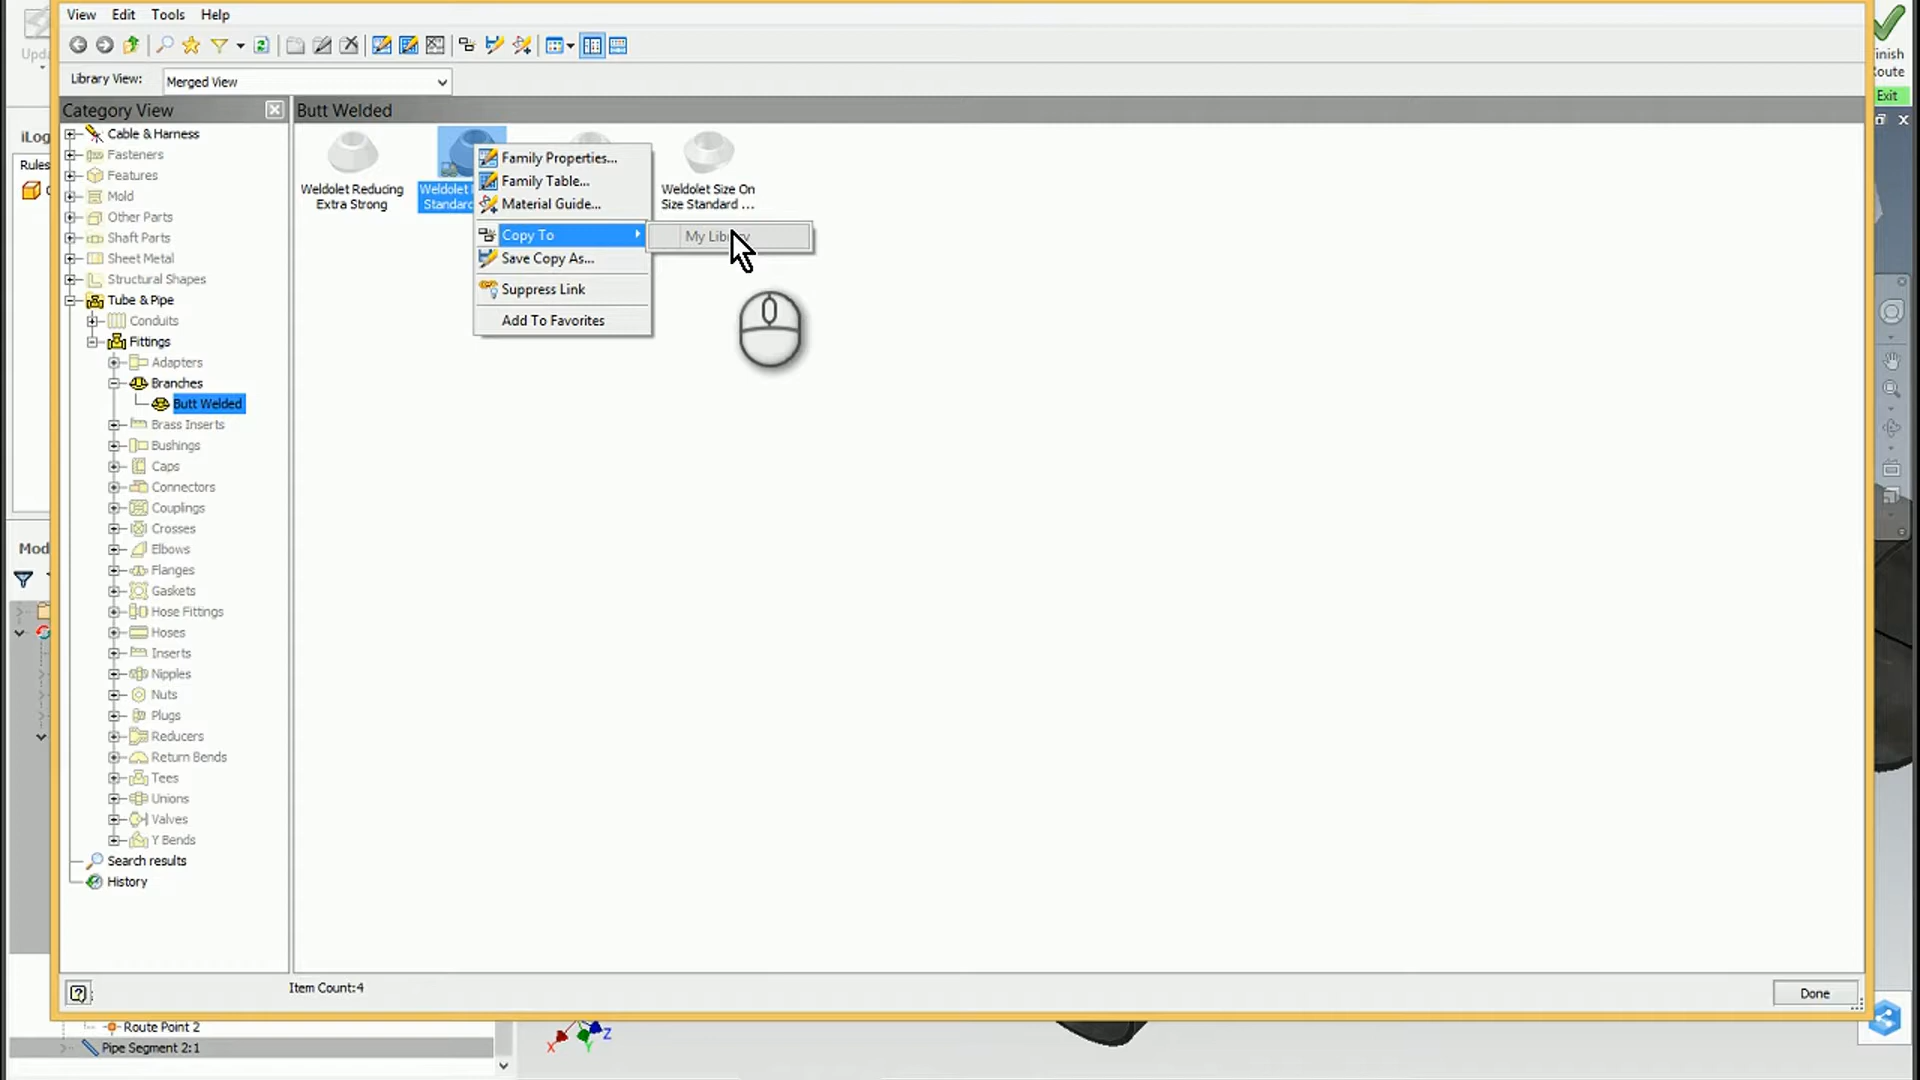 View Edit Tools Help
Library View: Merged View
Category View
Butt Welded
Cable & Harness
Fasteners
Features
Mold
Other Parts
Shaft Parts
Sheet Metal
Structural Shapes
Tube & Pipe
Conduits
Fittings
Adapters
Branches
Butt Welded
Brass Inserts
Bushings
Caps
Connectors
Couplings
Crosses
Elbows
Flanges
Gaskets
Hose Fittings
Hoses
Inserts
Nipples
Nuts
Plugs
Reducers
Return Bends
Tees
Unions
Valves
Y Bends
Search results
History
Weldolet Reducing
Extra Strong
Weldolet
Standard
Weldolet Size On
Size Standard ...
Family Properties...
Family Table...
Material Guide...
Copy To
My Library
Save Copy As...
Suppress Link
Add To Favorites
Item Count:4
Done
Rules
Exit
Route Point 2
Pipe Segment 2:1
X Y Z